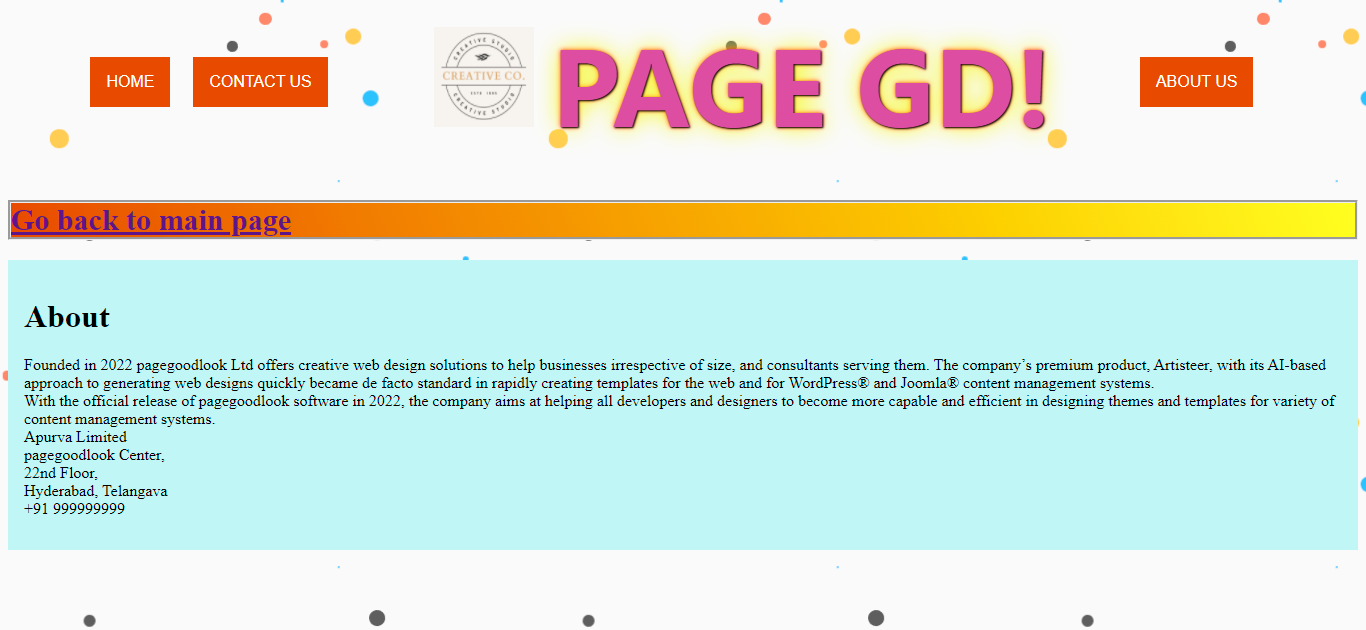 HOME
CONTACT US
CREATIVE STUDIO
CREATIVE CO.
CREATIVE STUDIO
PAGE GD!
ABOUT US
Go back to main page
About
Founded in 2022 pagegoodlook Ltd offers creative web design solutions to help businesses irrespective of size, and consultants serving them. The company’s premium product, Artisteer, with its AI-based
approach to generating web designs quickly became de facto standard in rapidly creating templates for the web and for WordPress® and Joomla® content management systems.
With the official release of pagegoodlook software in 2022, the company aims at helping all developers and designers to become more capable and efficient in designing themes and templates for variety of
content management systems.
Apurva Limited
pagegoodlook Center,
22nd Floor,
Hyderabad, Telangava
+91 999999999